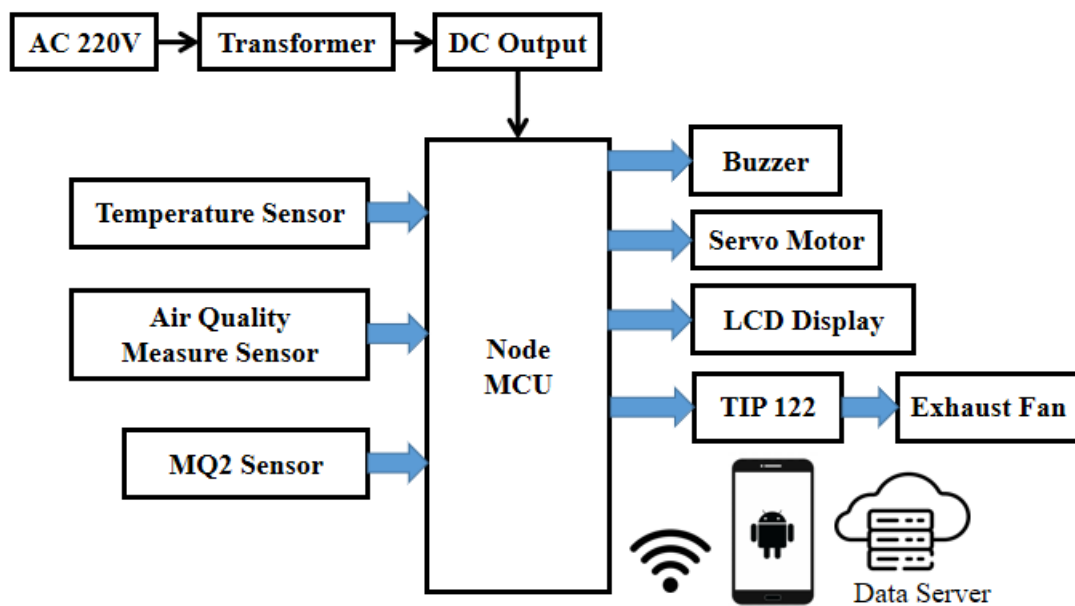 AC 220V
Transformer
DC Output
Temperature Sensor
Air Quality
Measure Sensor
MQ2 Sensor
Node
MCU
Buzzer
Servo Motor
LCD Display
TIP 122
Exhaust Fan
Data Server